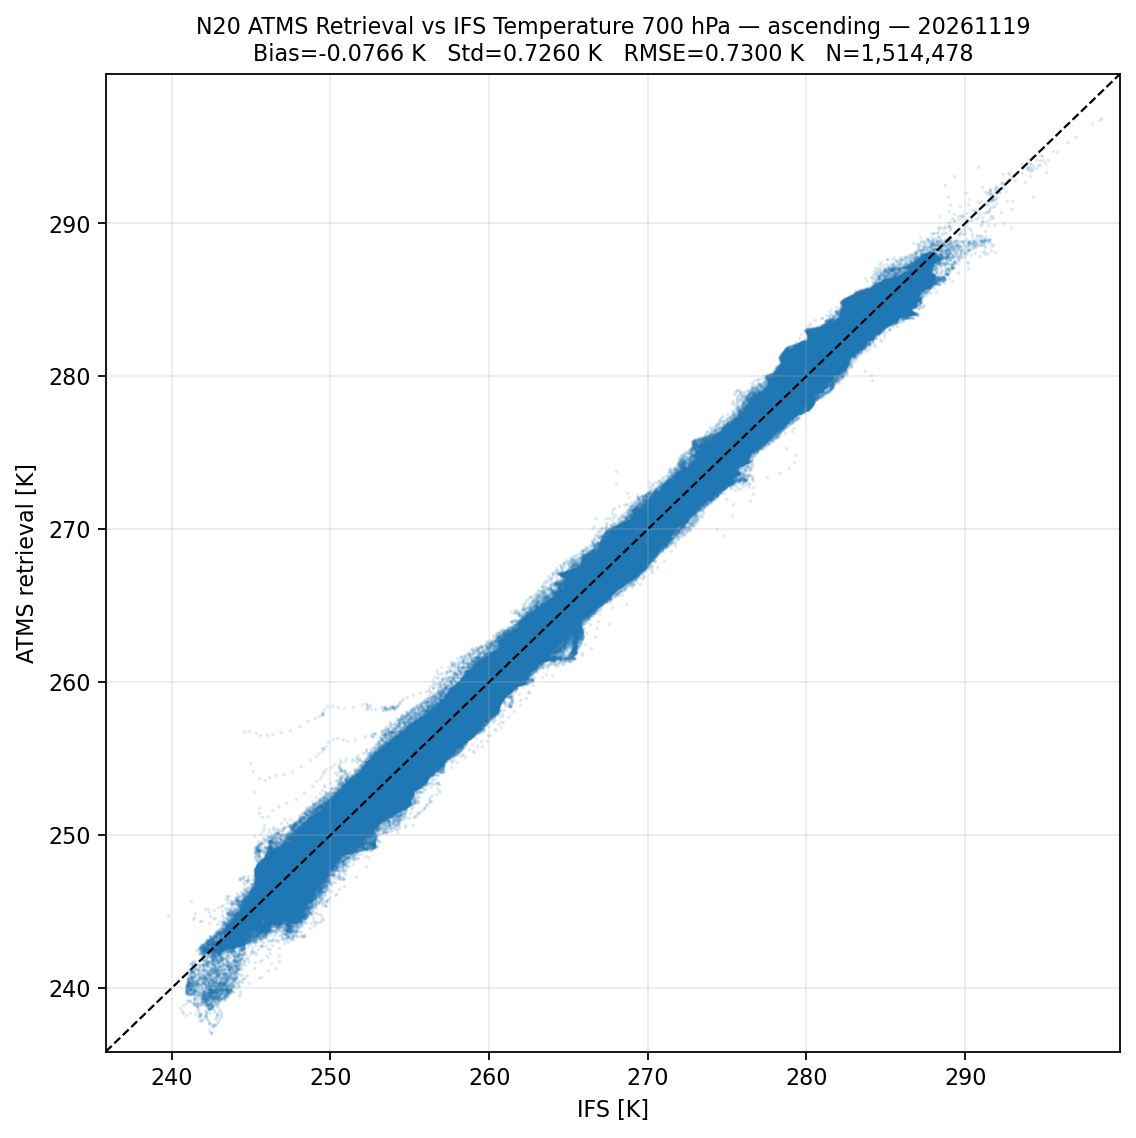 N20 ATMS Retrieval vs IFS Temperature 700 hPa — ascending — 20261119
Bias=-0.0766 K   Std=0.7260 K   RMSE=0.7300 K   N=1,514,478
290
280
270
260
250
240
ATMS retrieval [K]
240 250 260 270 280 290
IFS [K]